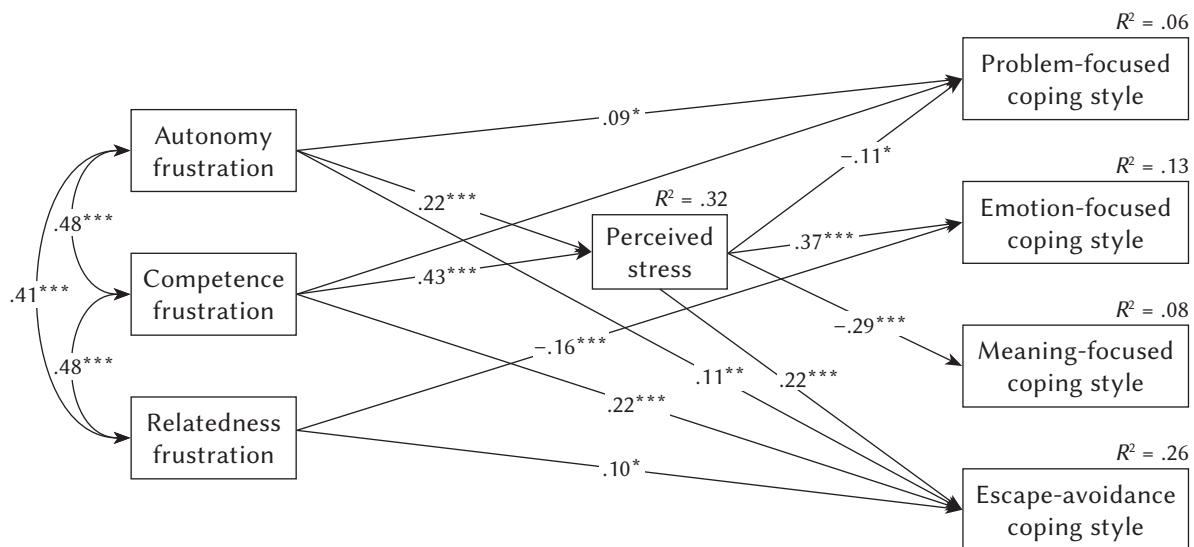 R² = .06
Problem-focused
coping style
Autonomy
frustration
.09*
–.11*
R² = .13
Emotion-focused
coping style
.22***
R² = .32
Perceived
stress
.37***
.48***
Competence
frustration
.43***
.41***
–.29***
R² = .08
Meaning-focused
coping style
–.16***
.48***
.11**
.22***
.22***
Relatedness
frustration
.10*
R² = .26
Escape-avoidance
coping style